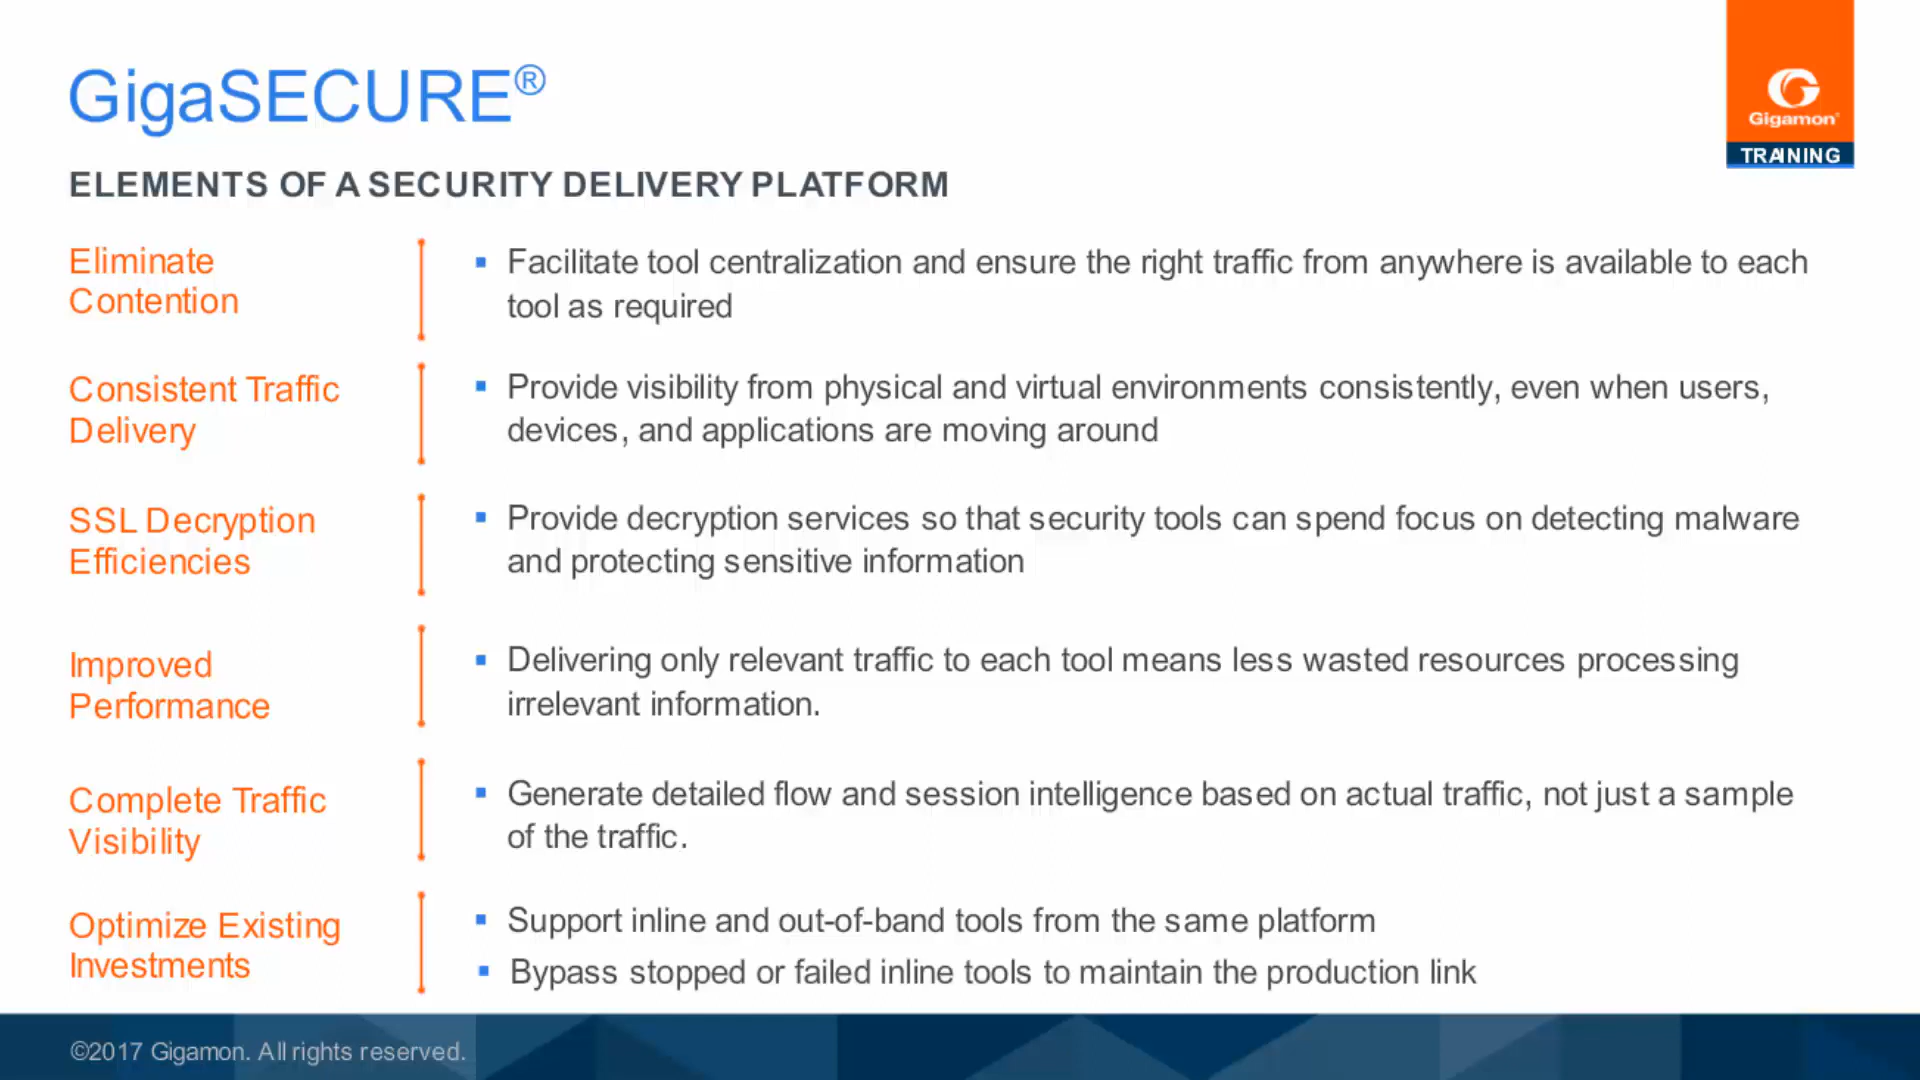 GigaSECURE®
Gigamon®
TRAINING
ELEMENTS OF A SECURITY DELIVERY PLATFORM
Eliminate
Contention
▪ Facilitate tool centralization and ensure the right traffic from anywhere is available to each
tool as required
Consistent Traffic
Delivery
▪ Provide visibility from physical and virtual environments consistently, even when users,
devices, and applications are moving around
SSL Decryption
Efficiencies
▪ Provide decryption services so that security tools can spend focus on detecting malware
and protecting sensitive information
Improved
Performance
▪ Delivering only relevant traffic to each tool means less wasted resources processing
irrelevant information.
Complete Traffic
Visibility
▪ Generate detailed flow and session intelligence based on actual traffic, not just a sample
of the traffic.
Optimize Existing
Investments
▪ Support inline and out-of-band tools from the same platform
▪ Bypass stopped or failed inline tools to maintain the production link
©2017 Gigamon. All rights reserved.